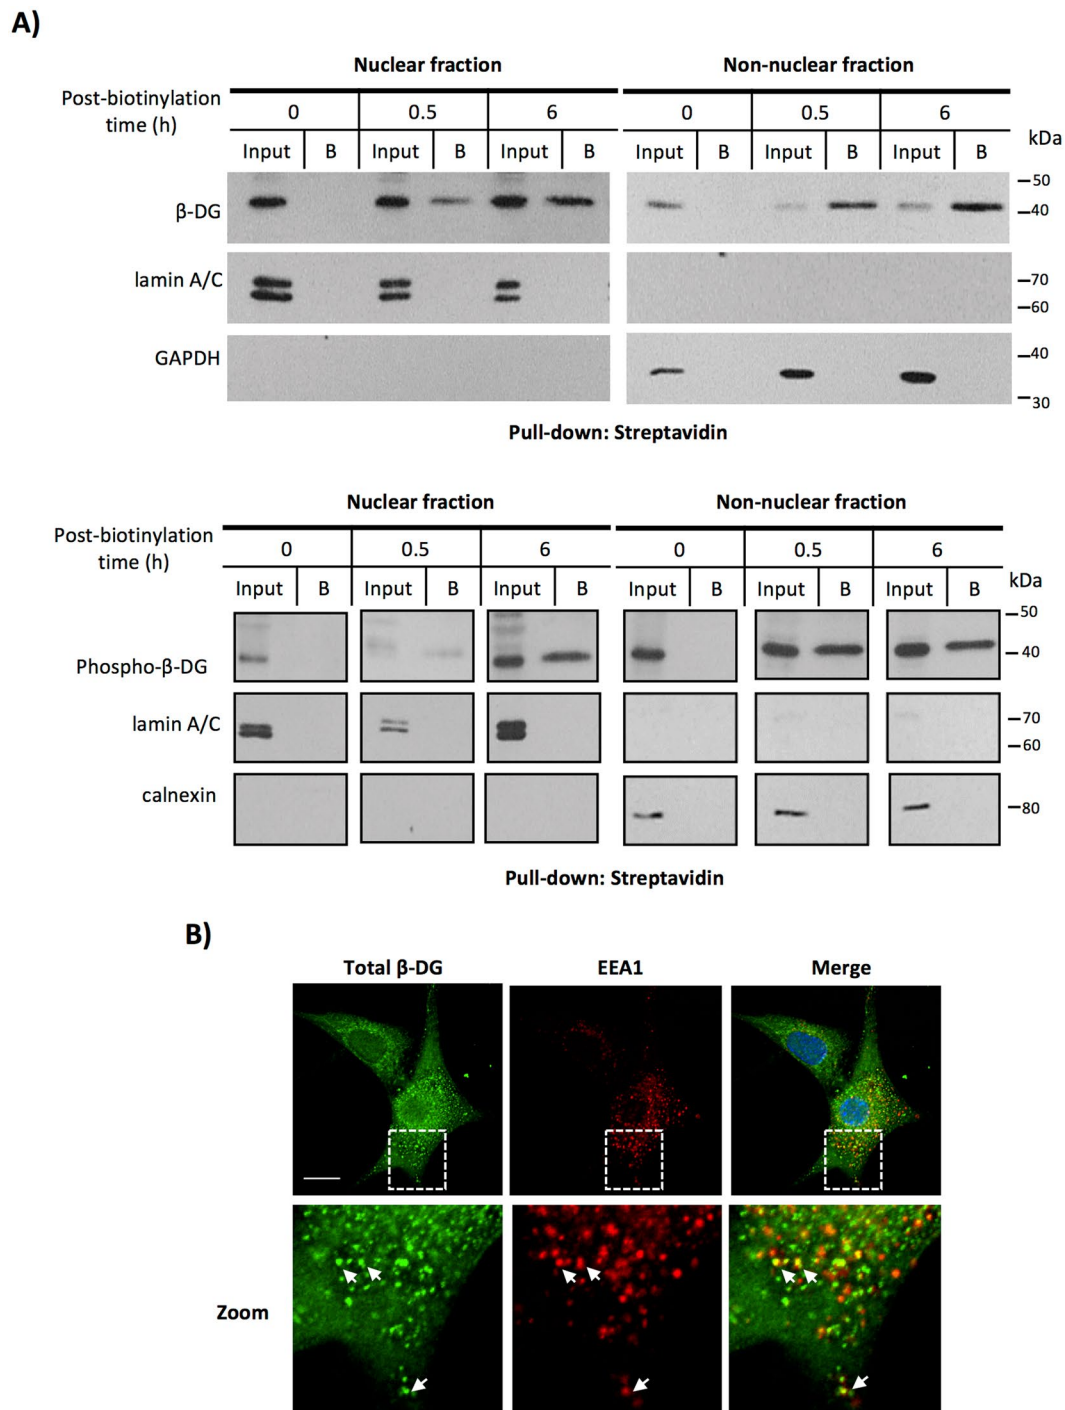 A)
Nuclear fraction Non-nuclear fraction
Post-biotinylation time (h) 0 0.5 6 0 0.5 6
Input B Input B Input B Input B Input B Input B kDa
β-DG 50 40
lamin A/C 70 60
GAPDH 40 30
Pull-down: Streptavidin
Nuclear fraction Non-nuclear fraction
Post-biotinylation time (h) 0 0.5 6 0 0.5 6
Input B Input B Input B Input B Input B Input B kDa
Phospho-β-DG 50 40
lamin A/C 70 60
calnexin 80
Pull-down: Streptavidin
B)
Total β-DG EEA1 Merge
Zoom